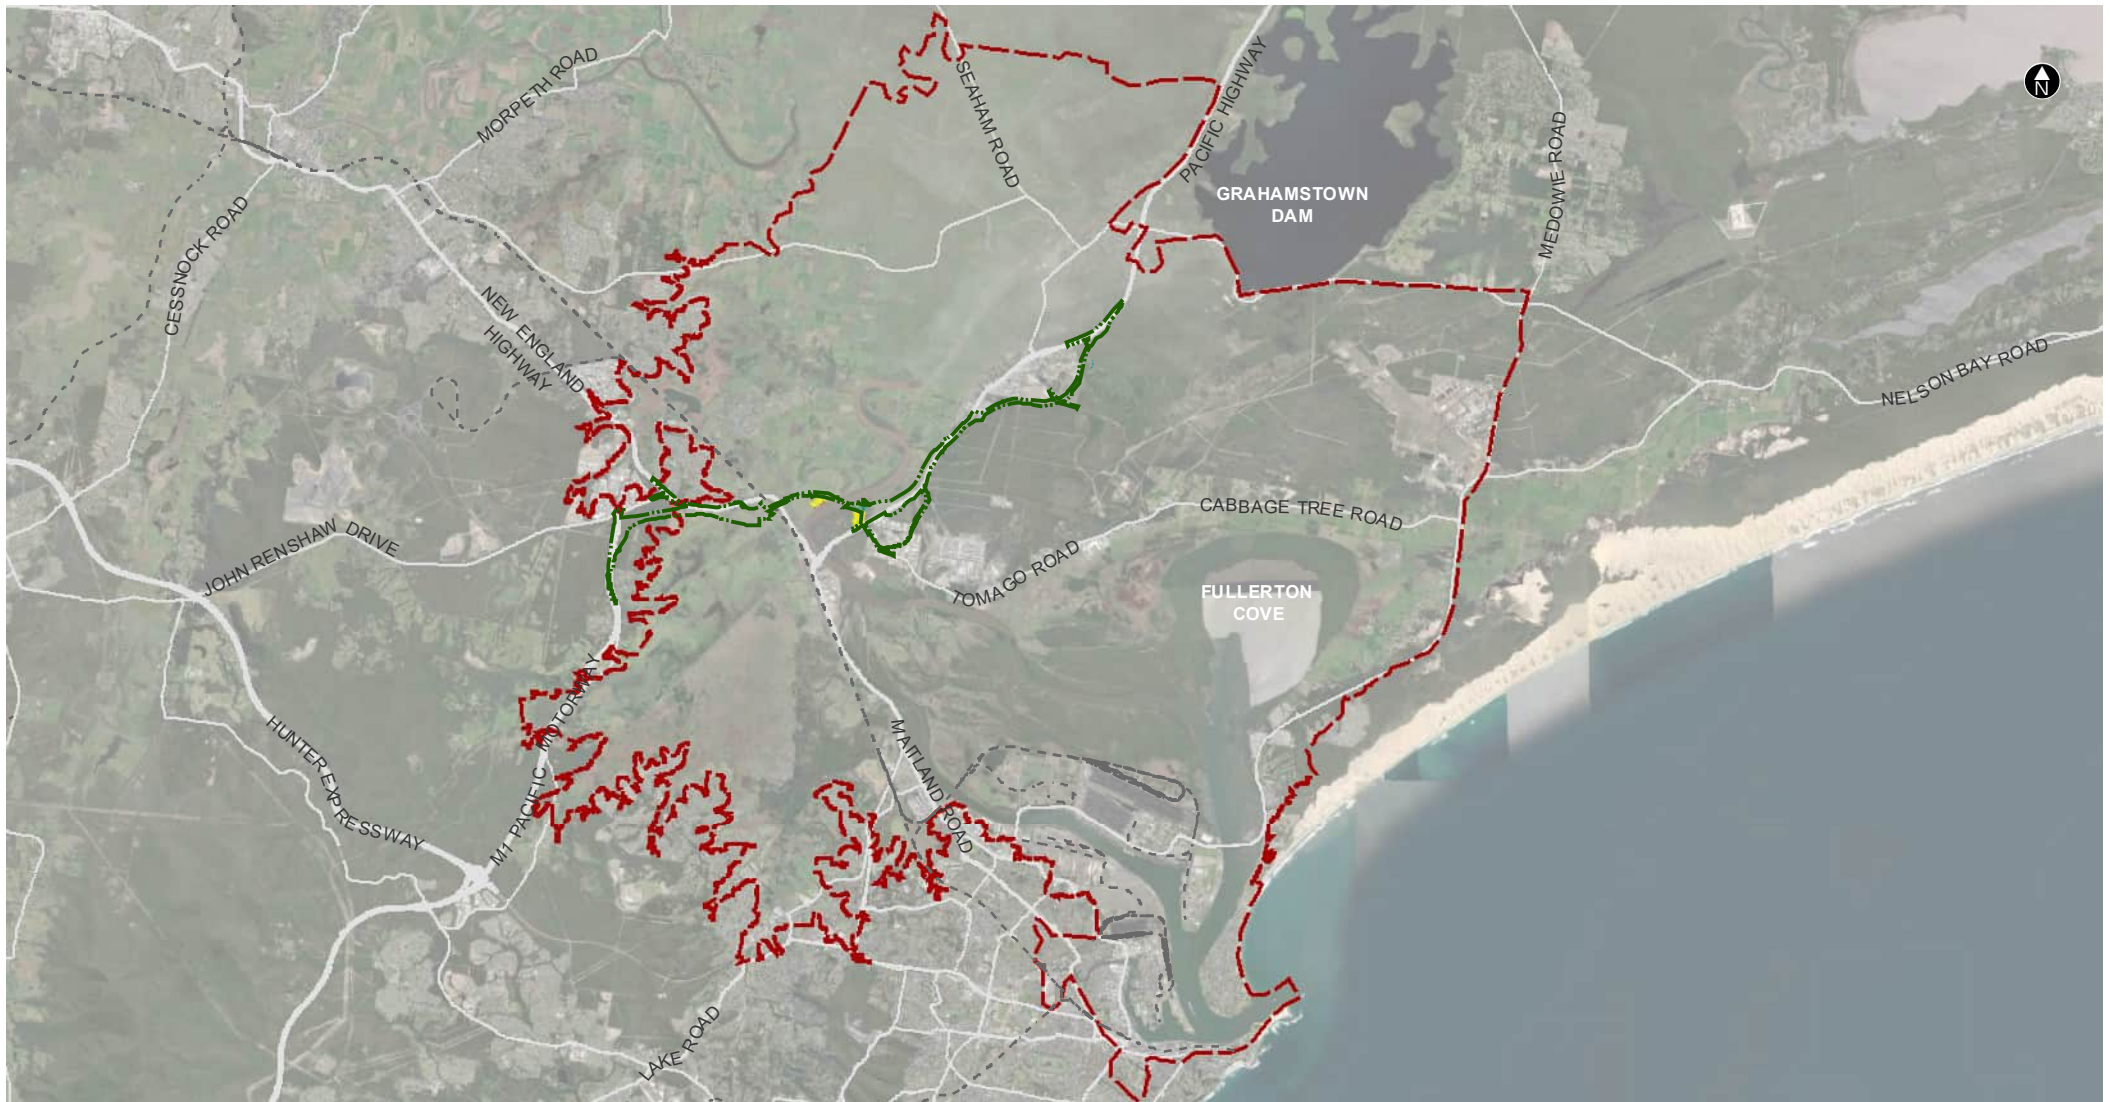 MORPETH ROAD
SEAHAM ROAD
PACIFIC HIGHWAY
N
MEDOWIE ROAD
GRAHAMSTOWN
DAM
CESSNOCK ROAD
NEW ENGLAND
HIGHWAY
NELSON BAY ROAD
CABBAGE TREE ROAD
JOHN RENSHAW DRIVE
TOMAGO ROAD
FULLERTON
COVE
M1 PACIFIC MOTORWAY
HUNTER EXPRESSWAY
MAITLAND ROAD
LAKE ROAD